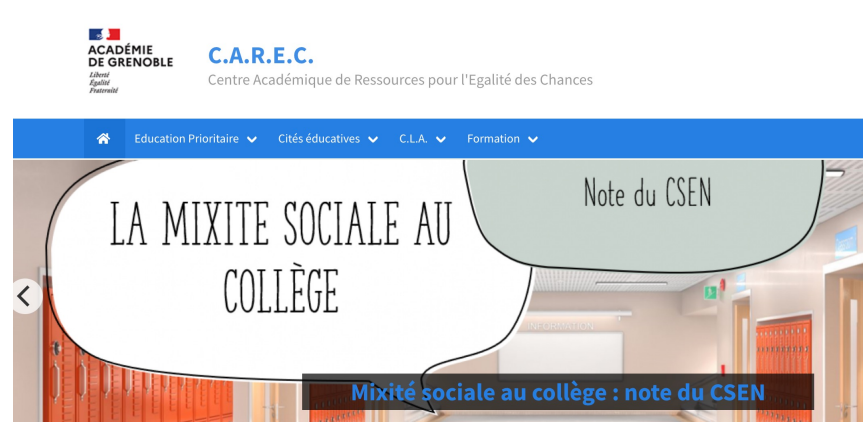 ACADÉMIE
DE GRENOBLE
Liberté
Égalité
Fraternité
C.A.R.E.C.
Centre Académique de Ressources pour l'Egalité des Chances
Education Prioritaire
Cités éducatives
C.L.A.
Formation
Note du CSEN
LA MIXITE SOCIALE AU
COLLÈGE
INFORMATION
Mixité sociale au collège : note du CSEN